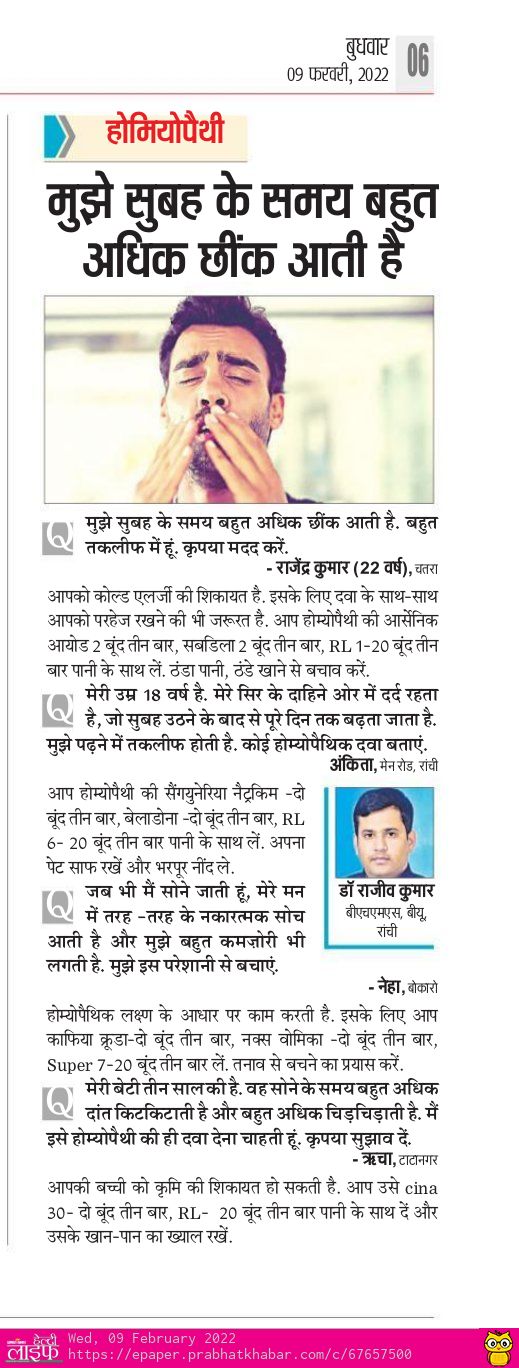 बुधवार
09 फरवरी, 2022
06
होमियोपैथी
मुझे सुबह के समय बहुत
अधिक छींक आती है
Q मुझे सुबह के समय बहुत अधिक छींक आती है. बहुत
तकलीफ में हूं. कृपया मदद करें.
- राजेंद्र कुमार (22 वर्ष), चतरा
आपको कोल्ड एलर्जी की शिकायत है. इसके लिए दवा के साथ-साथ
आपको परहेज रखने की भी जरूरत है. आप होम्योपैथी की आर्सेनिक
आयोड 2 बूंद तीन बार, सबडिला 2 बूंद तीन बार, RL 1-20 बूंद तीन
बार पानी के साथ लें. ठंडा पानी, ठंडे खाने से बचाव करें.
Q मेरी उम्र 18 वर्ष है. मेरे सिर के दाहिने ओर में दर्द रहता
है, जो सुबह उठने के बाद से पूरे दिन तक बढ़ता जाता है.
मुझे पढ़ने में तकलीफ होती है. कोई होम्योपैथिक दवा बताएं.
अंकिता, मेन रोड, रांची
आप होम्योपैथी की सैंगयुनेरिया नैट्रकिम -दो
बूंद तीन बार, बेलाडोना -दो बूंद तीन बार, RL
6- 20 बूंद तीन बार पानी के साथ लें. अपना
पेट साफ रखें और भरपूर नींद ले.
डॉ राजीव कुमार
बीएचएमएस, बीयू,
रांची
Q जब भी मैं सोने जाती हूं, मेरे मन
में तरह -तरह के नकारत्मक सोच
आती है और मुझे बहुत कमज़ोरी भी
लगती है. मुझे इस परेशानी से बचाएं.
- नेहा, बोकारो
होम्योपैथिक लक्ष्ण के आधार पर काम करती है. इसके लिए आप
काफिया क्रूडा-दो बूंद तीन बार, नक्स वोमिका -दो बूंद तीन बार,
Super 7-20 बूंद तीन बार लें. तनाव से बचने का प्रयास करें.
Q मेरी बेटी तीन साल की है. वह सोने के समय बहुत अधिक
दांत किटकिटाती है और बहुत अधिक चिड़चिड़ाती है. मैं
इसे होम्योपैथी की ही दवा देना चाहती हूं. कृपया सुझाव दें.
- ऋचा, टाटानगर
आपकी बच्ची को कृमि की शिकायत हो सकती है. आप उसे cina
30- दो बूंद तीन बार, RL- 20 बूंद तीन बार पानी के साथ दें और
उसके खान-पान का ख्याल रखें.
हेल्दी
लाइफ
Wed, 09 February 2022
https://epaper.prabhatkhabar.com/c/67657500